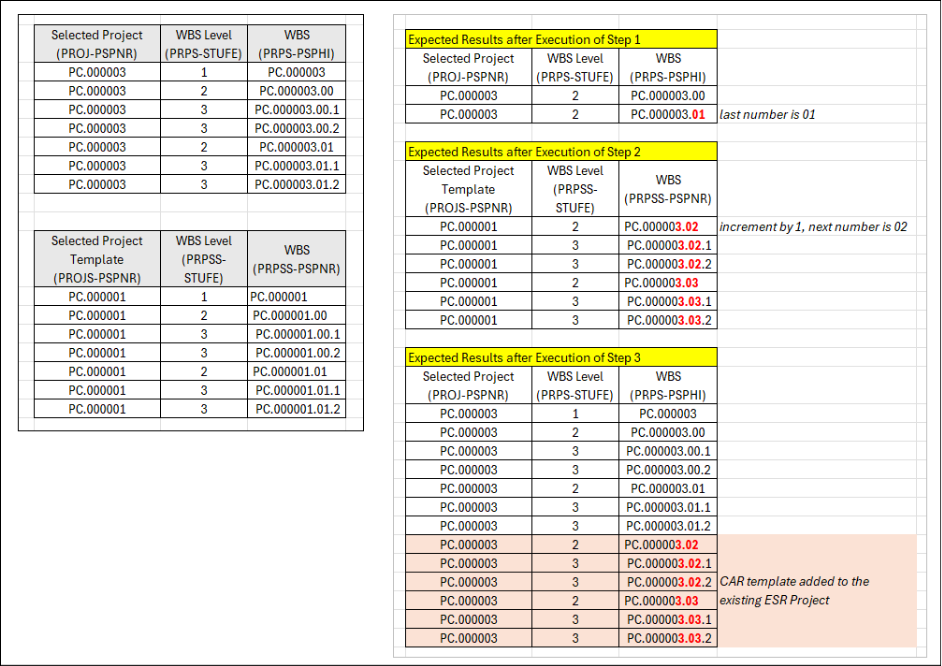 Selected Project WBS Level WBS
(PROJ-PSPNR) (PRPS-STUFE) (PRPS-PSPHI)
PC.000003 1 PC.000003
PC.000003 2 PC.000003.00
PC.000003 3 PC.000003.00.1
PC.000003 3 PC.000003.00.2
PC.000003 2 PC.000003.01
PC.000003 3 PC.000003.01.1
PC.000003 3 PC.000003.01.2
Selected Project WBS Level WBS
Template (PRPSS- (PRPSS-PSPNR)
(PROJS-PSPNR) STUFE)
PC.000001 1 PC.000001
PC.000001 2 PC.000001.00
PC.000001 3 PC.000001.00.1
PC.000001 3 PC.000001.00.2
PC.000001 2 PC.000001.01
PC.000001 3 PC.000001.01.1
PC.000001 3 PC.000001.01.2
Expected Results after Execution of Step 1
Selected Project WBS Level WBS
(PROJ-PSPNR) (PRPS-STUFE) (PRPS-PSPHI)
PC.000003 2 PC.000003.00
PC.000003 2 PC.000003.01 last number is 01
Expected Results after Execution of Step 2
Selected Project WBS Level WBS
Template (PRPSS- (PRPSS-PSPNR)
(PROJS-PSPNR) STUFE)
PC.000001 2 PC.000003.02 increment by 1, next number is 02
PC.000001 3 PC.000003.02.1
PC.000001 3 PC.000003.02.2
PC.000001 2 PC.000003.03
PC.000001 3 PC.000003.03.1
PC.000001 3 PC.000003.03.2
Expected Results after Execution of Step 3
Selected Project WBS Level WBS
(PROJ-PSPNR) (PRPS-STUFE) (PRPS-PSPHI)
PC.000003 1 PC.000003
PC.000003 2 PC.000003.00
PC.000003 3 PC.000003.00.1
PC.000003 3 PC.000003.00.2
PC.000003 2 PC.000003.01
PC.000003 3 PC.000003.01.1
PC.000003 3 PC.000003.01.2
PC.000003 2 PC.000003.02
PC.000003 3 PC.000003.02.1
PC.000003 3 PC.000003.02.2 CAR template added to the
PC.000003 2 PC.000003.03 existing ESR Project
PC.000003 3 PC.000003.03.1
PC.000003 3 PC.000003.03.2